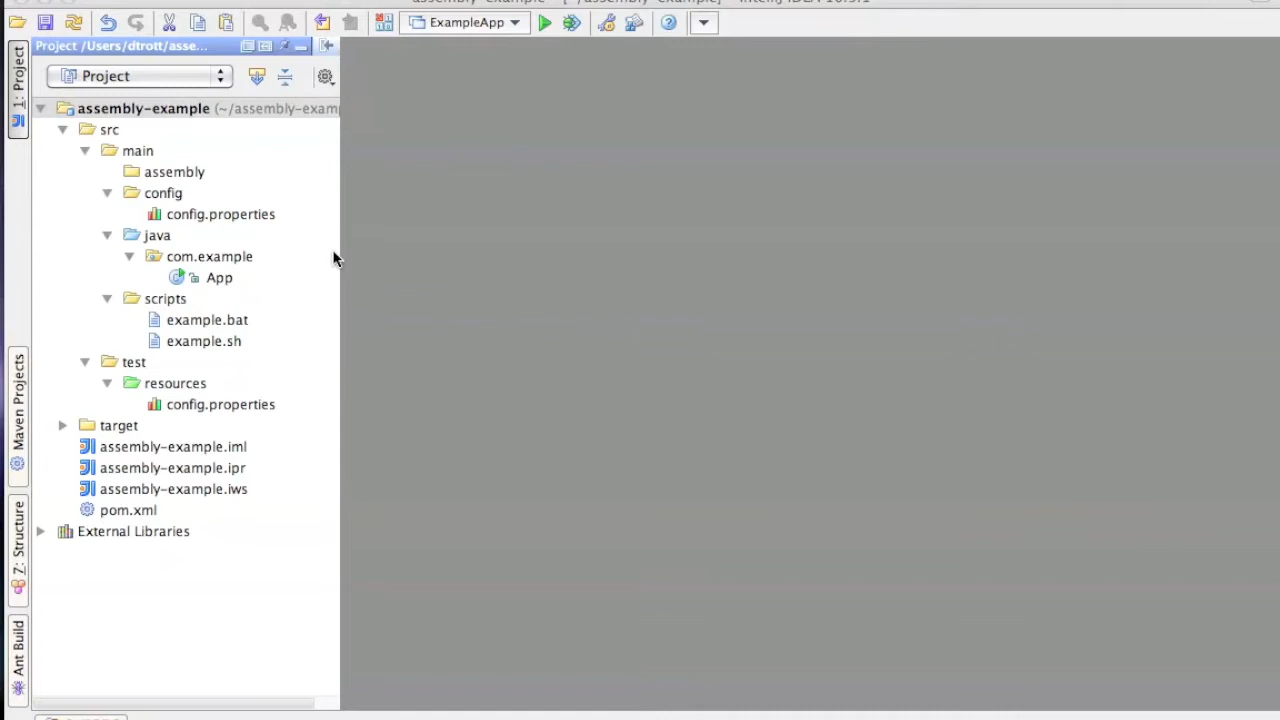 ExampleApp
Project /Users/dtrott/asse...
1: Project
Project
assembly-example (~/assembly-exam
src
main
assembly
config
config.properties
java
com.example
App
scripts
example.bat
example.sh
Maven Projects
test
resources
config.properties
target
assembly-example.iml
assembly-example.ipr
assembly-example.iws
pom.xml
7: Structure
External Libraries
Ant Build